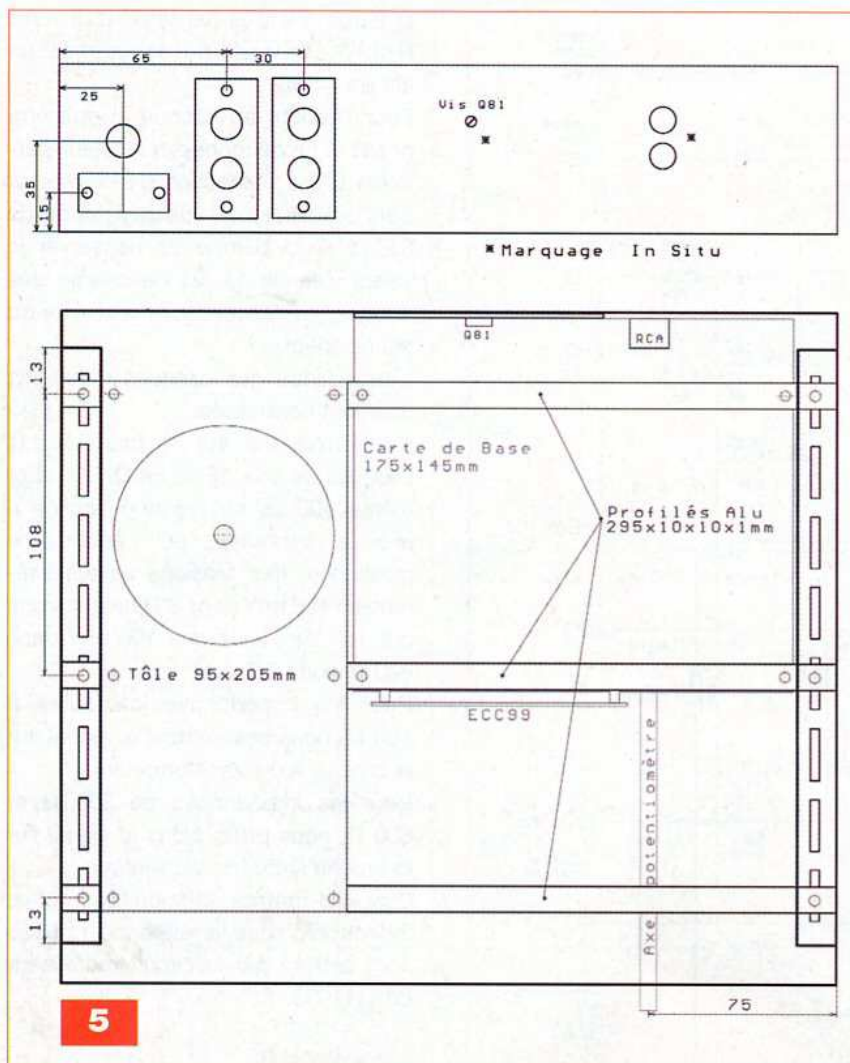 65
30
25
35
15
Vis Q81
* Marquage In Situ
Q81
RCA
13
Carte de Base
175x145mm
Profilés Alu
295x10x10x1mm
108
Tôle 95x205mm
ECC99
Axe potentiomètre
13
75
5